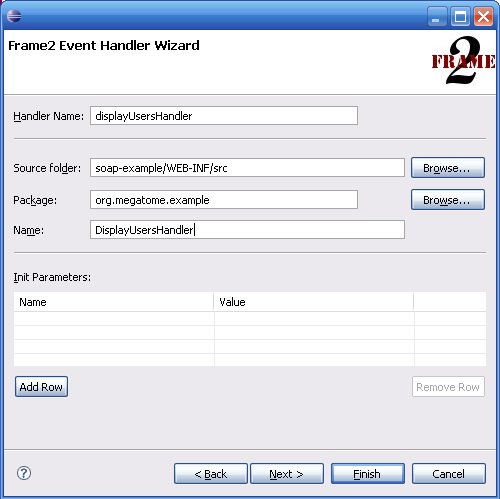 Frame2 Event Handler Wizard
FRAME 2
Handler Name: displayUsersHandler
Source folder: soap-example/WEB-INF/src Browse...
Package: org.megatome.example Browse...
Name: DisplayUsersHandler
Init Parameters:
Name Value
Add Row Remove Row
? < Back Next > Finish Cancel